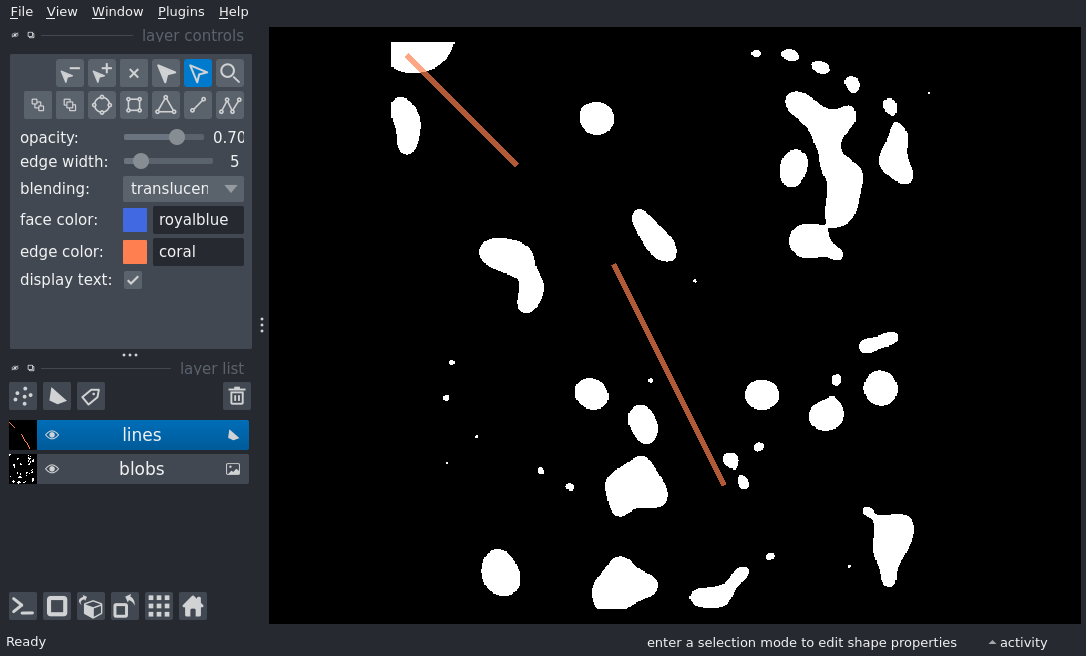 File View Window Plugins Help
layer controls
opacity: 0.70
edge width: 5
blending: translucen
face color: royalblue
edge color: coral
display text:
layer list
lines
blobs
Ready enter a selection mode to edit shape properties activity